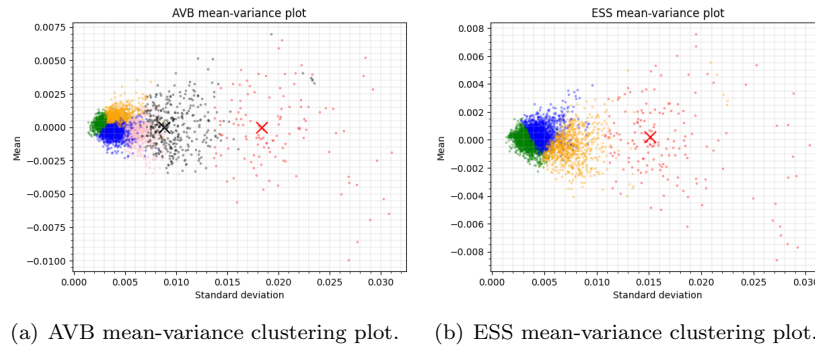 AVB mean-variance plot
0.0075
0.0050
0.0025
0.0000
−0.0025
−0.0050
−0.0075
−0.0100
Mean
0.000 0.005 0.010 0.015 0.020 0.025 0.030
Standard deviation
ESS mean-variance plot
0.008
0.006
0.004
0.002
0.000
−0.002
−0.004
−0.006
−0.008
Mean
0.000 0.005 0.010 0.015 0.020 0.025 0.030
Standard deviation
(a) AVB mean-variance clustering plot.
(b) ESS mean-variance clustering plot.